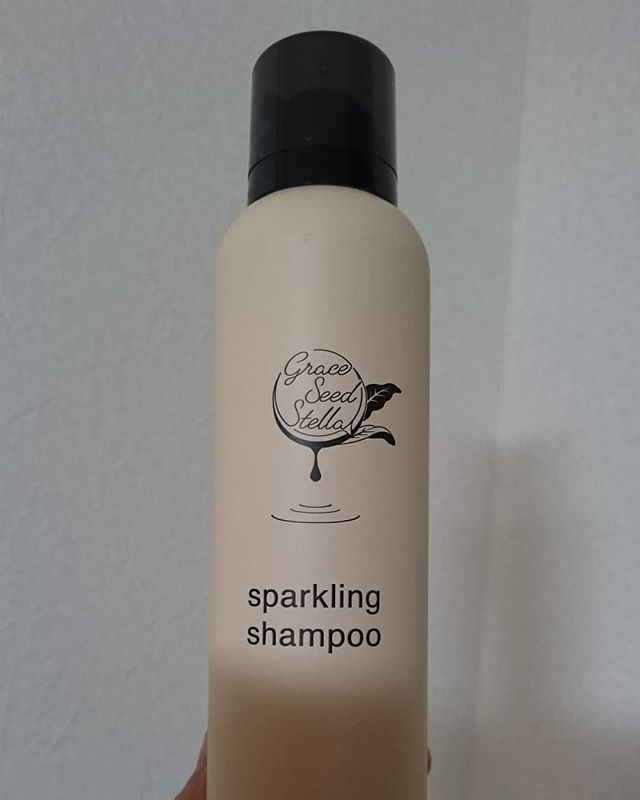 Grace
Seed
Stella
sparkling
shampoo